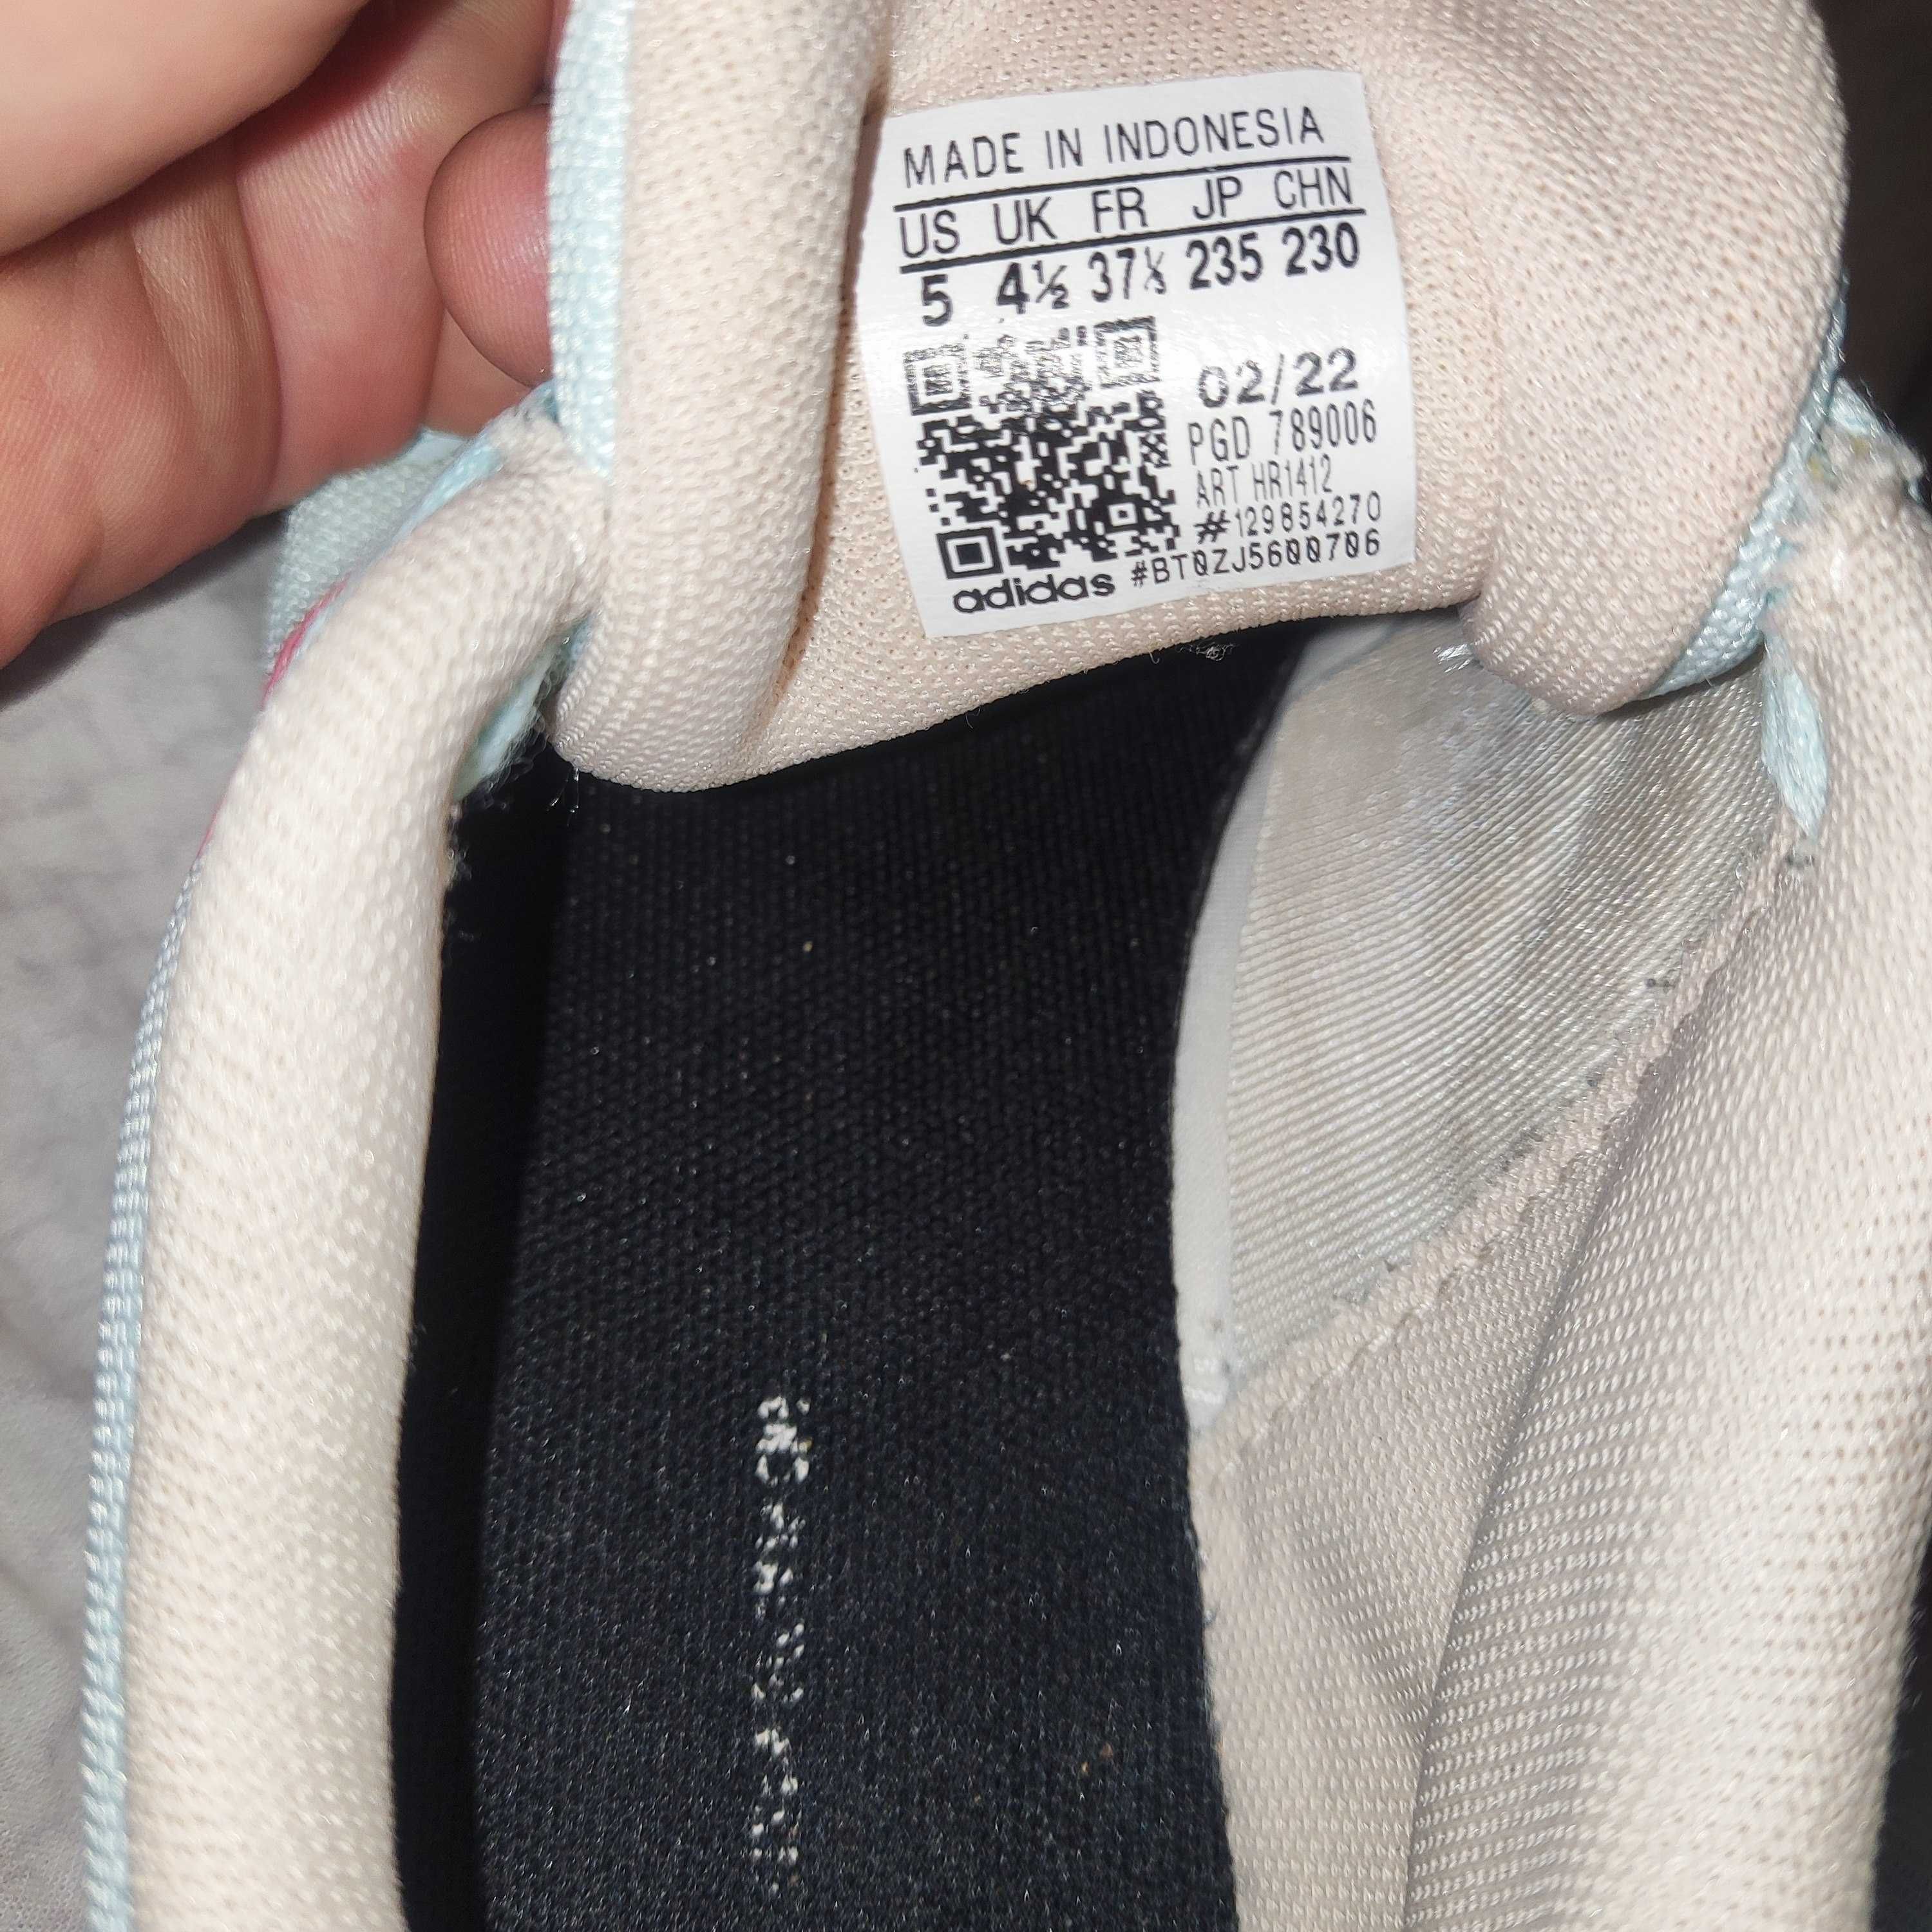 MADE IN INDONESIA
US UK FR JP CHN
5 4½ 37⅓ 235 230
02/22
PGD 789006
ART HR1412
#129854270
#BT0ZJ5600706
adidas